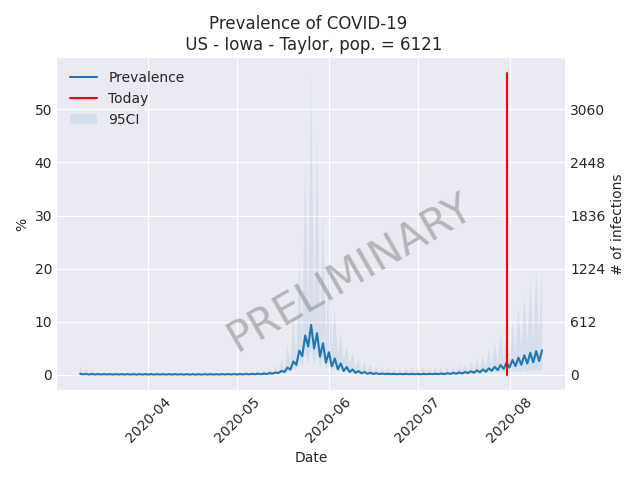 Prevalence of COVID-19
US - Iowa - Taylor, pop. = 6121
Prevalence
Today
95CI
50
40
30
20
10
0
%
3060
2448
1836
1224
612
0
# of infections
PRELIMINARY
2020-04
2020-05
2020-06
2020-07
2020-08
Date